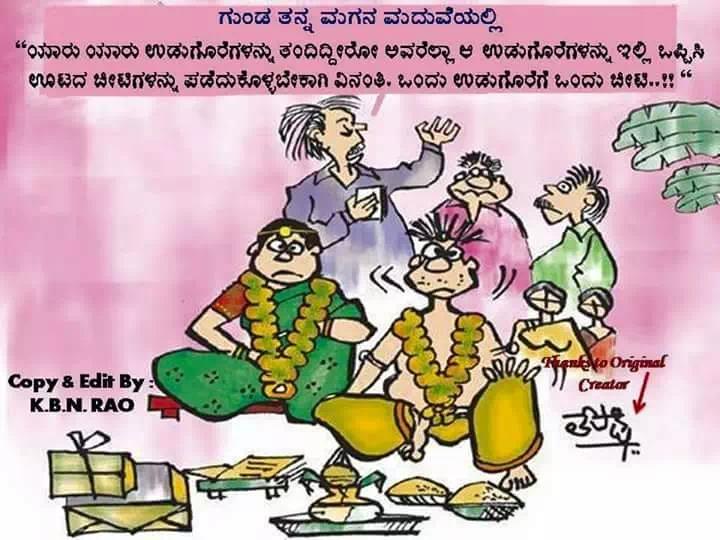 ಗುಂಡ ತನ್ನ ಮಗನ ಮದುವೆಯಲ್ಲಿ
“ಯಾರು ಯಾರು ಉಡುಗೊರೆಗಳನ್ನು ತಂದಿದ್ದೀರೋ ಅವರೆಲ್ಲಾ ಆ ಉಡುಗೊರೆಗಳನ್ನು ಇಲ್ಲಿ ಒಪ್ಪಿಸಿ
ಊಟದ ಚೀಟಿಗಳನ್ನು ಪಡೆದುಕೊಳ್ಳಬೇಕಾಗಿ ವಿನಂತಿ. ಒಂದು ಉಡುಗೊರೆಗೆ ಒಂದು ಚೀಟಿ..!! “
Thanks to Original
Creator
Copy & Edit By :
K.B.N. RAO